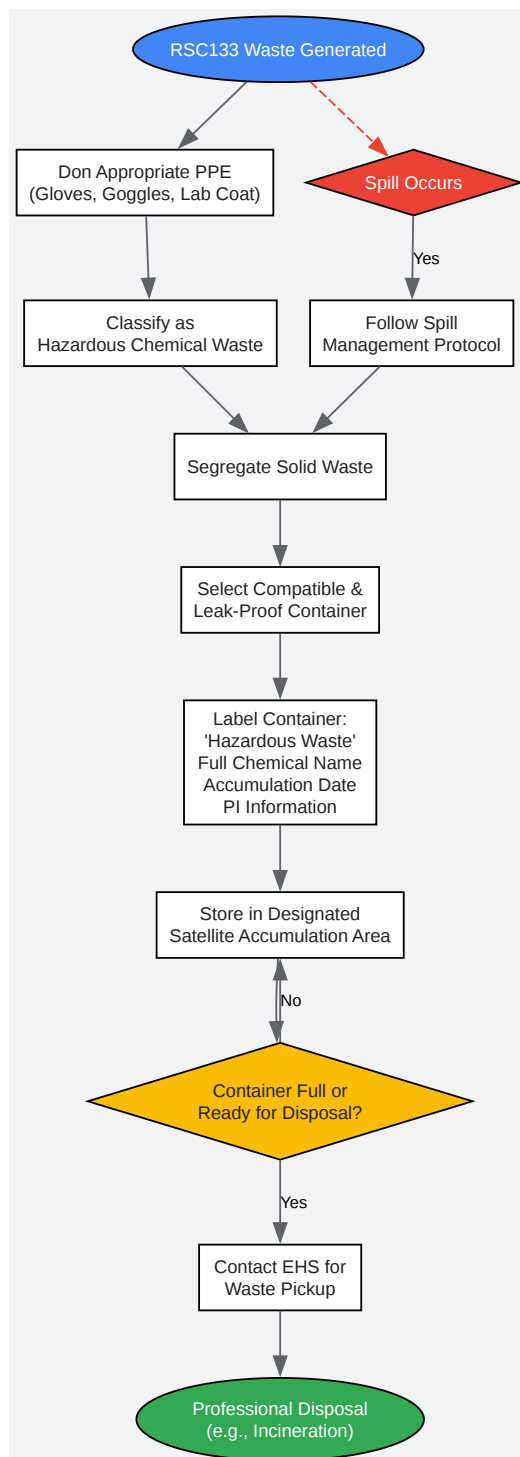 RSC133 Waste Generated
Don Appropriate PPE
(Gloves, Goggles, Lab Coat)
Spill Occurs
Yes
Classify as
Hazardous Chemical Waste
Follow Spill
Management Protocol
Segregate Solid Waste
Select Compatible &
Leak-Proof Container
Label Container:
'Hazardous Waste'
Full Chemical Name
Accumulation Date
PI Information
Store in Designated
Satellite Accumulation Area
No
Container Full or
Ready for Disposal?
Yes
Contact EHS for
Waste Pickup
Professional Disposal
(e.g., Incineration)